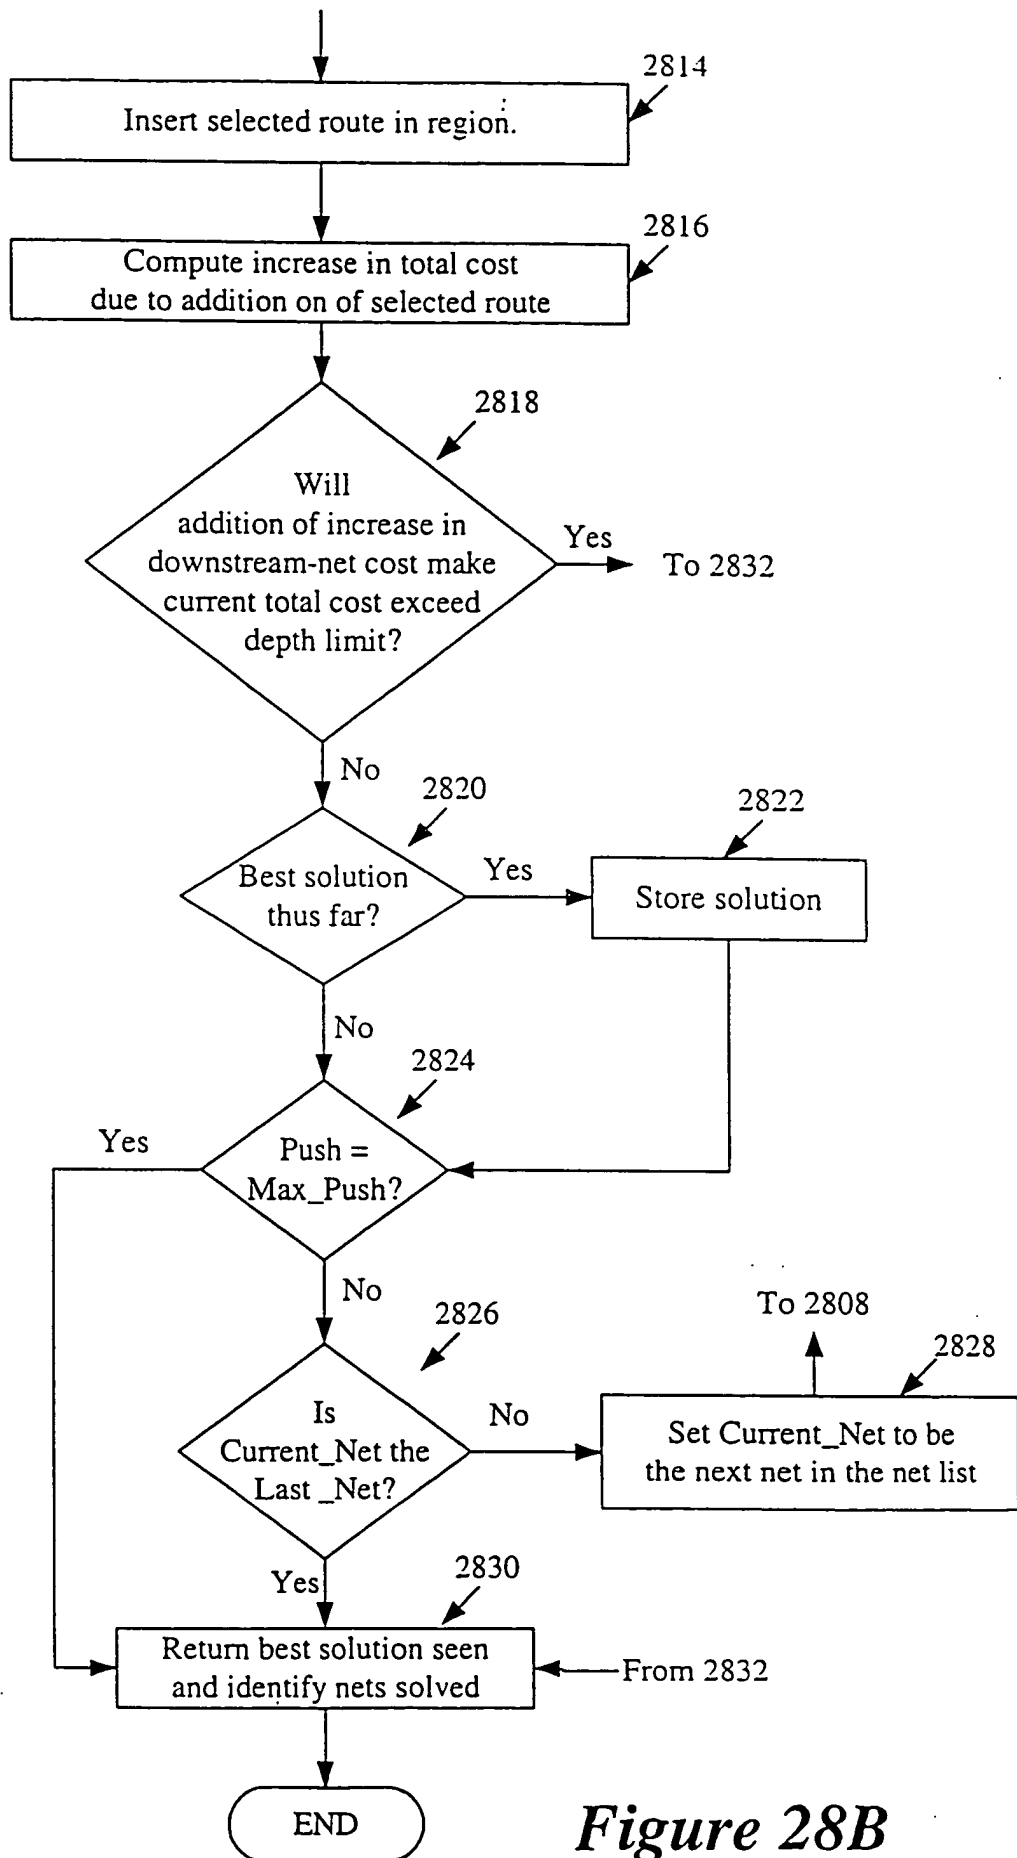 2814
Insert selected route in region.
2816
Compute increase in total cost
due to addition on of selected route
2818
Will
addition of increase in
downstream-net cost make
current total cost exceed
depth limit?
Yes
To 2832
No
2820
Best solution
thus far?
Yes
2822
Store solution
No
2824
Push =
Max_Push?
Yes
No
2826
Is
Current_Net the
Last _Net?
No
To 2808
2828
Set Current_Net to be
the next net in the net list
Yes
2830
Return best solution seen
and identify nets solved
From 2832
END
Figure 28B